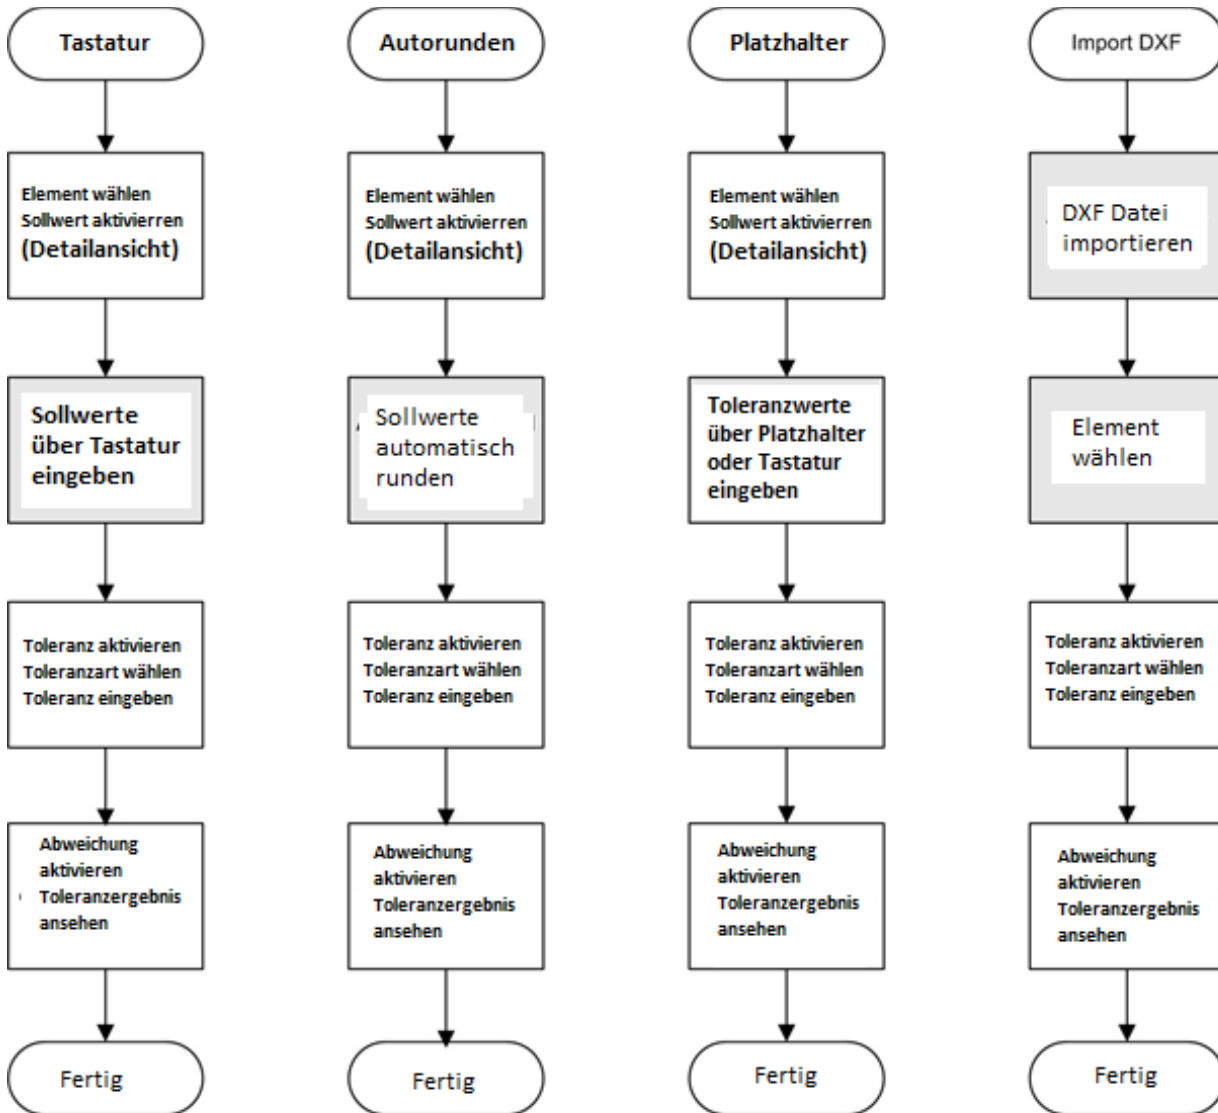 Tastatur
Element wählen
Sollwert aktivierren
(Detailansicht)
Sollwerte
über Tastatur
eingeben
Toleranz aktivieren
Toleranzart wählen
Toleranz eingeben
Abweichung
aktivieren
Toleranzergebnis
ansehen
Fertig
Autorunden
Element wählen
Sollwert aktivierren
(Detailansicht)
Sollwerte
automatisch
runden
Toleranz aktivieren
Toleranzart wählen
Toleranz eingeben
Abweichung
aktivieren
Toleranzergebnis
ansehen
Fertig
Platzhalter
Element wählen
Sollwert aktivierren
(Detailansicht)
Toleranzwerte
über Platzhalter
oder Tastatur
eingeben
Toleranz aktivieren
Toleranzart wählen
Toleranz eingeben
Abweichung
aktivieren
Toleranzergebnis
ansehen
Fertig
Import DXF
DXF Datei
importieren
Element
wählen
Toleranz aktivieren
Toleranzart wählen
Toleranz eingeben
Abweichung
aktivieren
Toleranzergebnis
ansehen
Fertig